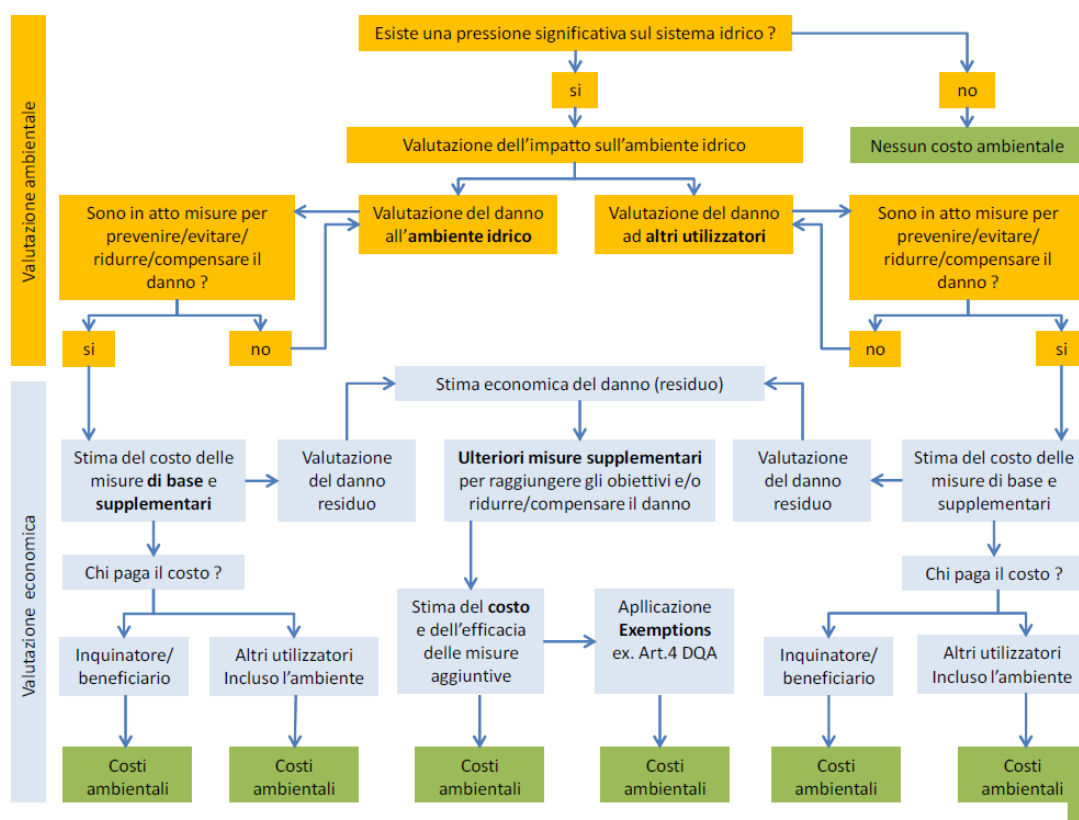 Valutazione ambientale
Esiste una pressione significativa sul sistema idrico ?
si
no
Valutazione dell'impatto sull'ambiente idrico
Nessun costo ambientale
Sono in atto misure per
prevenire/evitare/
ridurre/compensare il
danno ?
Valutazione del danno
all'ambiente idrico
Valutazione del danno
ad altri utilizzatori
Sono in atto misure per
prevenire/evitare/
ridurre/compensare il
danno ?
si
no
no
si
Valutazione economica
Stima economica del danno (residuo)
Stima del costo delle
misure di base e
supplementari
Valutazione
del danno
residuo
Ulteriori misure supplementari
per raggiungere gli obiettivi e/o
ridurre/compensare il danno
Valutazione
del danno
residuo
Stima del costo delle
misure di base e
supplementari
Chi paga il costo ?
Chi paga il costo ?
Inquinatore/
beneficiario
Altri utilizzatori
Incluso l'ambiente
Stima del costo
e dell'efficacia
delle misure
aggiuntive
Apllicazione
Exemptions
ex. Art.4 DQA
Inquinatore/
beneficiario
Altri utilizzatori
Incluso l'ambiente
Costi
ambientali
Costi
ambientali
Costi
ambientali
Costi
ambientali
Costi
ambientali
Costi
ambientali